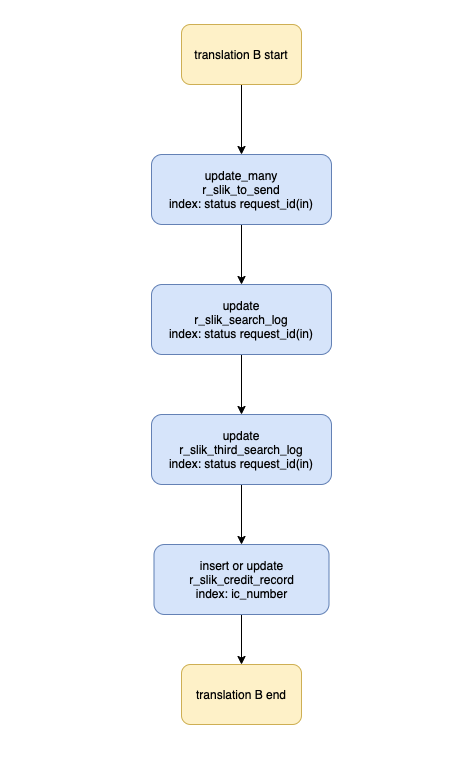 translation B start
update_many
r_slik_to_send
index: status request_id(in)
update
r_slik_search_log
index: status request_id(in)
update
r_slik_third_search_log
index: status request_id(in)
insert or update
r_slik_credit_record
index: ic_number
translation B end